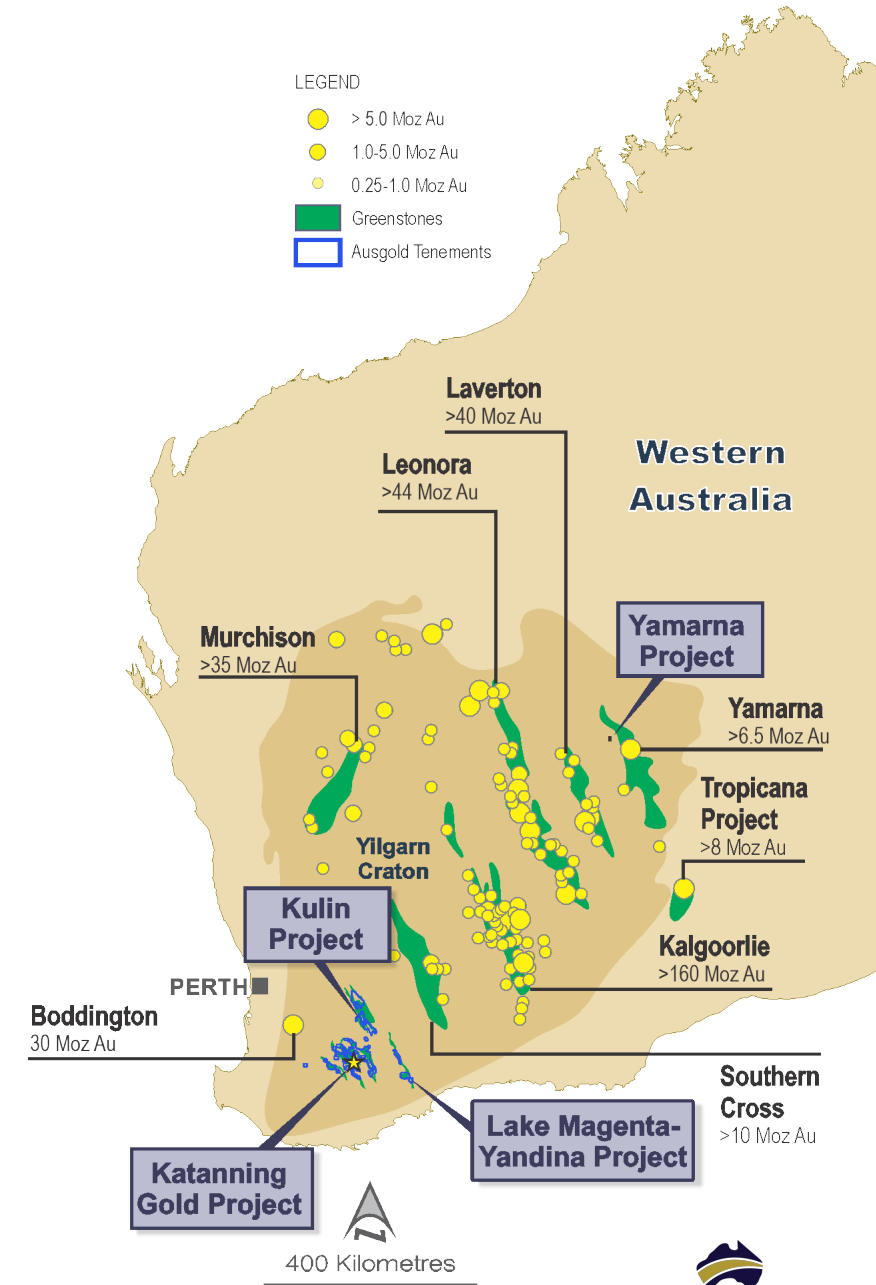 LEGEND
> 5.0 Moz Au
1.0-5.0 Moz Au
0.25-1.0 Moz Au
Greenstones
Ausgold Tenements
Laverton
>40 Moz Au
Western
Australia
Leonora
>44 Moz Au
Yamarna
Project
Murchison
>35 Moz Au
Yamarna
>6.5 Moz Au
Tropicana
Project
>8 Moz Au
Yilgarn
Craton
Kulin
Project
Kalgoorlie
>160 Moz Au
PERTH
Boddington
30 Moz Au
Southern
Cross
>10 Moz Au
Lake Magenta-
Yandina Project
Katanning
Gold Project
N
400 Kilometres